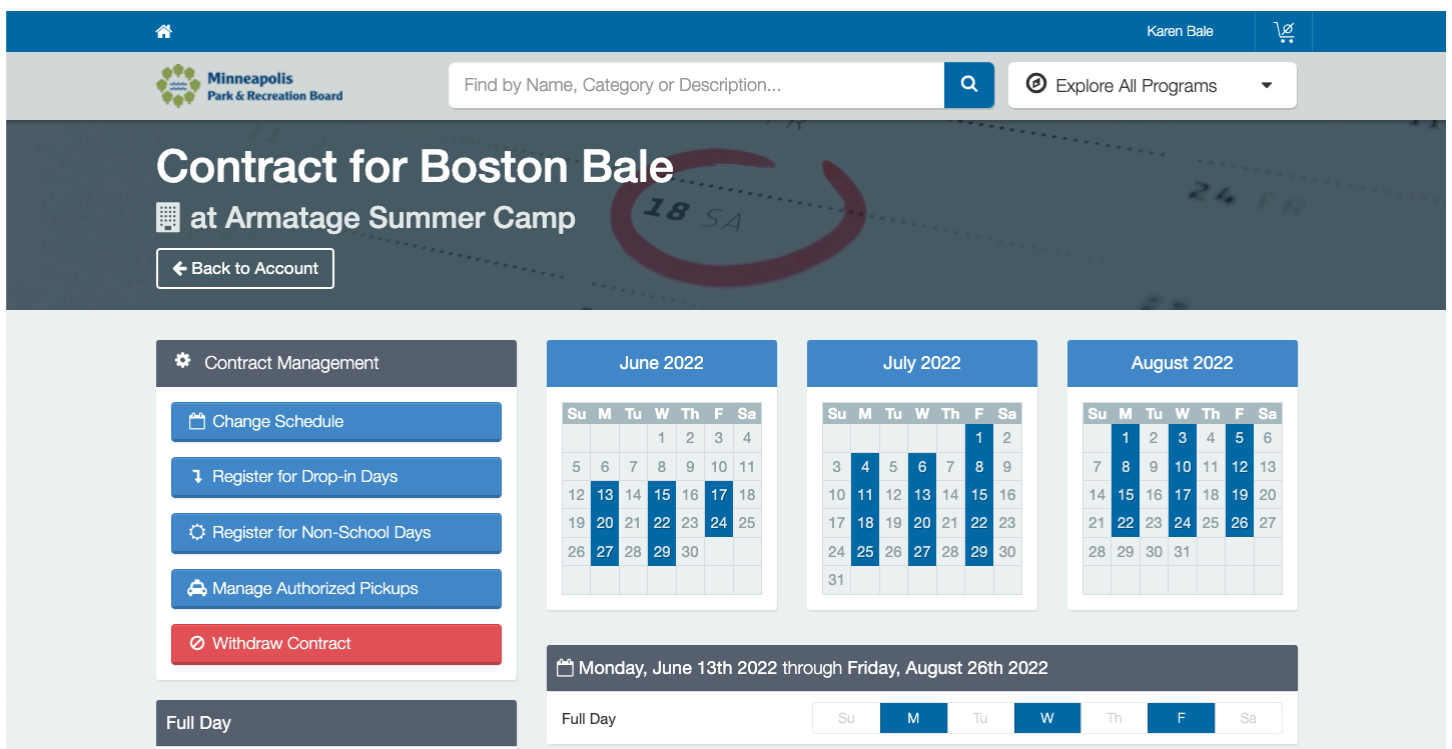 Karen Bale
Minneapolis
Park & Recreation Board
Find by Name, Category or Description...
Explore All Programs
Contract for Boston Bale
at Armatage Summer Camp
18 SA
24 FR
Back to Account
Contract Management
Change Schedule
Register for Drop-in Days
Register for Non-School Days
Manage Authorized Pickups
Withdraw Contract
Full Day
June 2022
Su M Tu W Th F Sa
1 2 3 4
5 6 7 8 9 10 11
12 13 14 15 16 17 18
19 20 21 22 23 24 25
26 27 28 29 30
July 2022
Su M Tu W Th F Sa
1 2
3 4 5 6 7 8 9
10 11 12 13 14 15 16
17 18 19 20 21 22 23
24 25 26 27 28 29 30
31
August 2022
Su M Tu W Th F Sa
1 2 3 4 5 6
7 8 9 10 11 12 13
14 15 16 17 18 19 20
21 22 23 24 25 26 27
28 29 30 31
Monday, June 13th 2022 through Friday, August 26th 2022
Full Day Su M Tu W Th F Sa